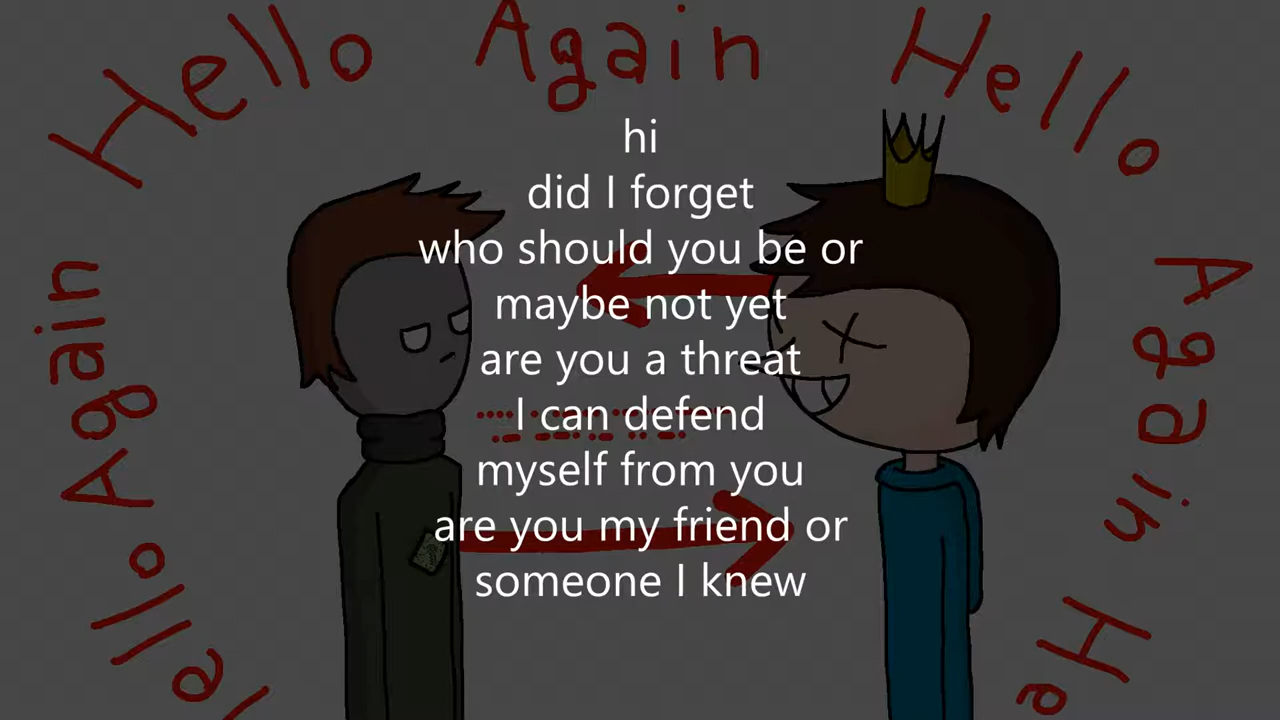 Hello Again Hello
Again He
Hello Again
hi
did I forget
who should you be or
maybe not yet
are you a threat
I can defend
myself from you
are you my friend or
someone I knew